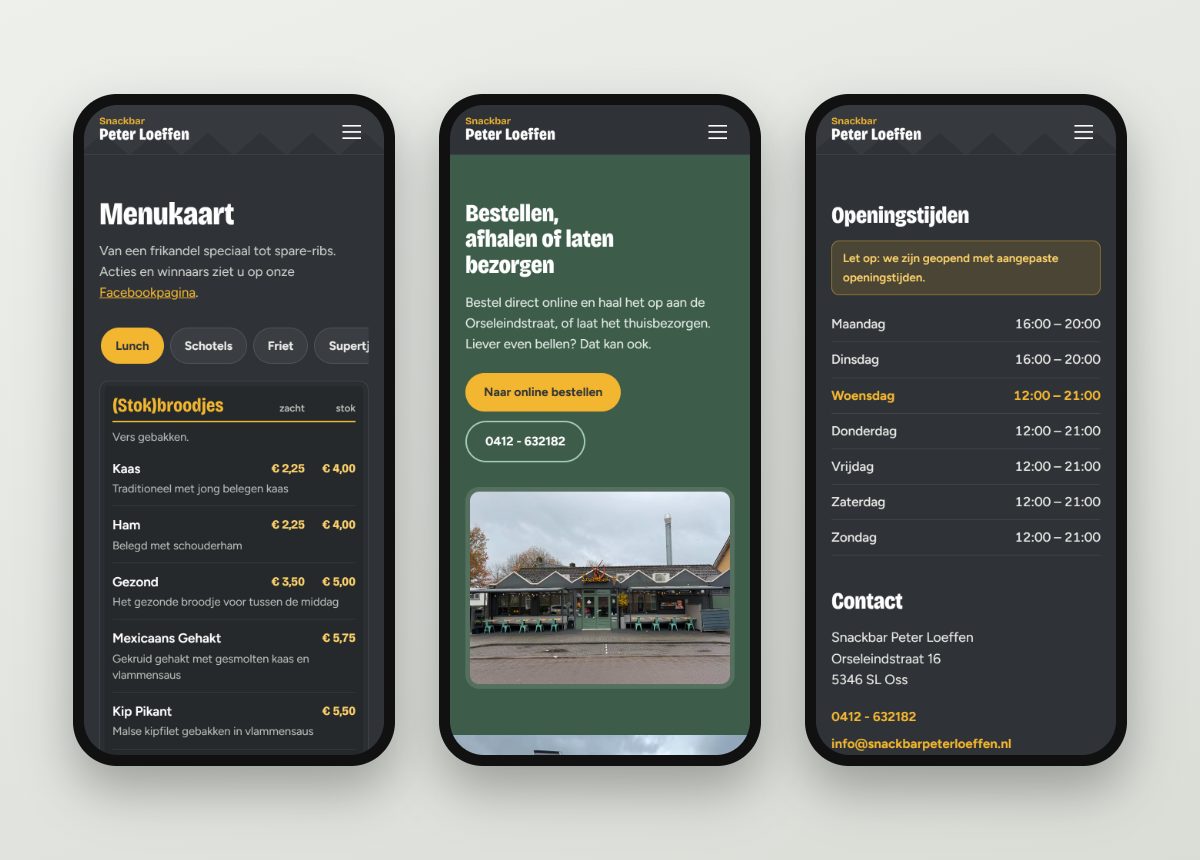 Snackbar
Peter Loeffen
Menukaart
Van een frikandel speciaal tot spare-ribs.
Acties en winnaars ziet u op onze
Facebookpagina.
Lunch Schotels Friet Supertj
(Stok)broodjes zacht stok
Vers gebakken.
Kaas € 2,25 € 4,00
Traditioneel met jong belegen kaas
Ham € 2,25 € 4,00
Belegd met schouderham
Gezond € 3,50 € 5,00
Het gezonde broodje voor tussen de middag
Mexicaans Gehakt € 5,75
Gekruid gehakt met gesmolten kaas en
vlammensaus
Kip Pikant € 5,50
Malse kipfilet gebakken in vlammensaus
Snackbar
Peter Loeffen
Bestellen,
afhalen of laten
bezorgen
Bestel direct online en haal het op aan de
Orseleindstraat, of laat het thuisbezorgen.
Liever even bellen? Dat kan ook.
Naar online bestellen
0412 - 632182
Snackbar
Peter Loeffen
Openingstijden
Let op: we zijn geopend met aangepaste
openingstijden.
Maandag 16:00 – 20:00
Dinsdag 16:00 – 20:00
Woensdag 12:00 – 21:00
Donderdag 12:00 – 21:00
Vrijdag 12:00 – 21:00
Zaterdag 12:00 – 21:00
Zondag 12:00 – 21:00
Contact
Snackbar Peter Loeffen
Orseleindstraat 16
5346 SL Oss
0412 - 632182
info@snackbarpeterloeffen.nl